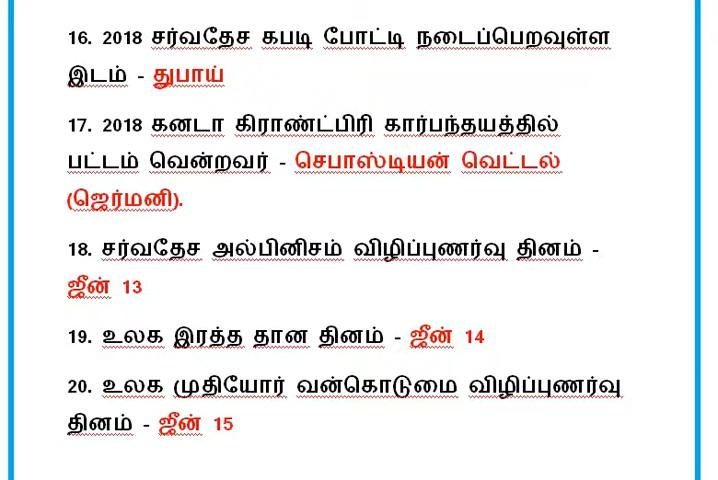 16. 2018 சர்வதேச கபடி போட்டி நடைப்பெறவுள்ள
இடம் - துபாய்
17. 2018 கனடா கிராண்ட்பிரி கார்பந்தயத்தில்
பட்டம் வென்றவர் - செபாஸ்டியன் வெட்டல்
(ஜெர்மனி).
18. சர்வதேச அல்பினிசம் விழிப்புணர்வு தினம் -
ஜீன் 13
19. உலக இரத்த தான தினம் - ஜீன் 14
20. உலக முதியோர் வன்கொடுமை விழிப்புணர்வு
தினம் - ஜீன் 15